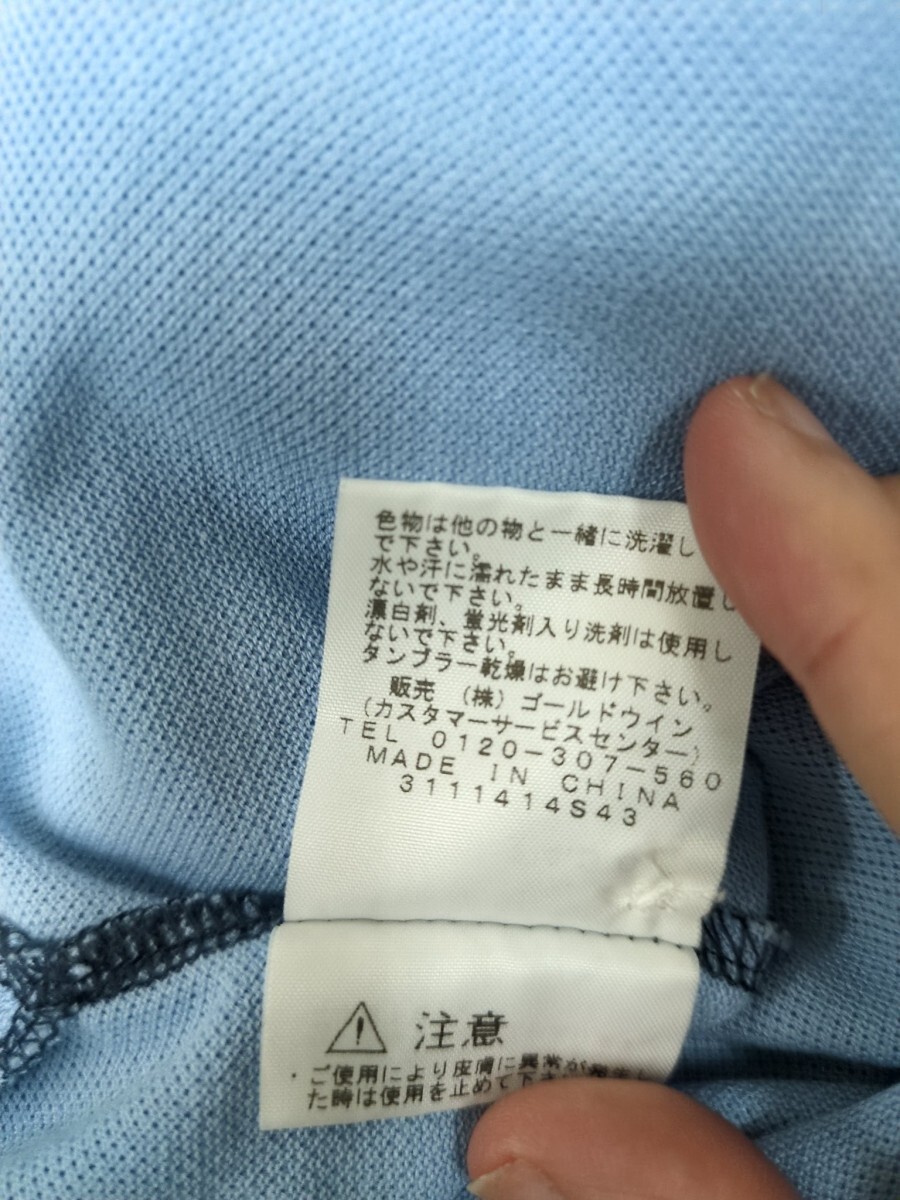 色物は他の物と一緒に洗濯し
で下さい。
水や汗に濡れたまま長時間放置し
ないで下さい。
漂白剤、蛍光剤入り洗剤は使用し
ないで下さい。
タンブラー乾燥はお避け下さい。
販売 (株)ゴールドウイン
(カスタマーサービスセンター)
TEL 0120-307-560
MADE IN CHINA
3111414S43
注意
・ご使用により皮膚に異常が発生し
た時は使用を止めて下さい